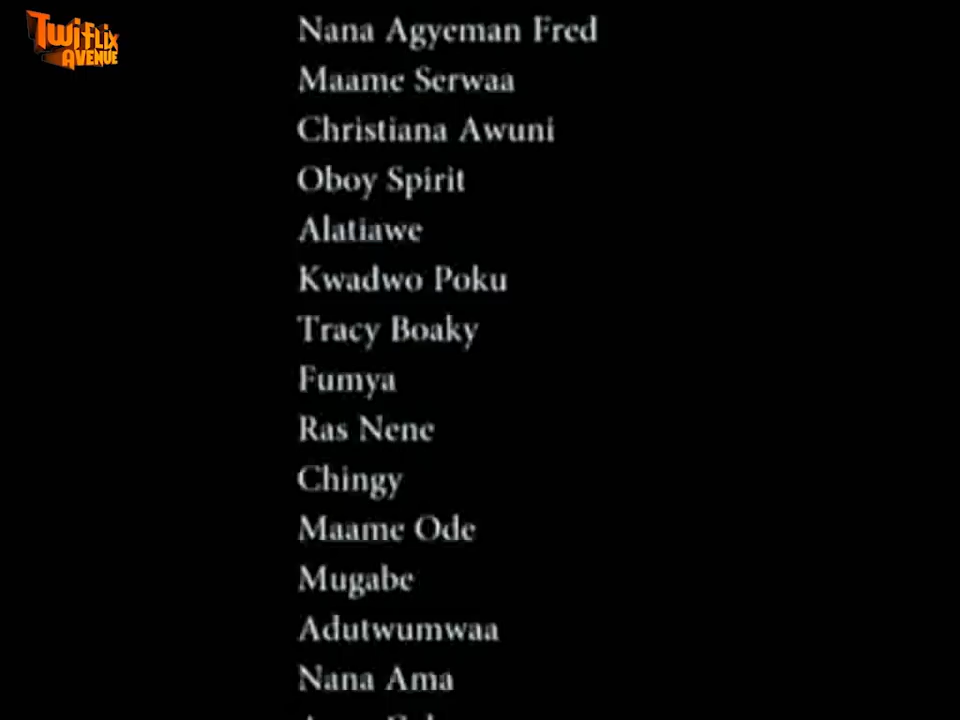 TWIFLIX
AVENUE
Nana Agyeman Fred
Maame Serwaa
Christiana Awuni
Oboy Spirit
Alatiawe
Kwadwo Poku
Tracy Boaky
Fumya
Ras Nene
Chingy
Maame Ode
Mugabe
Adutwumwaa
Nana Ama